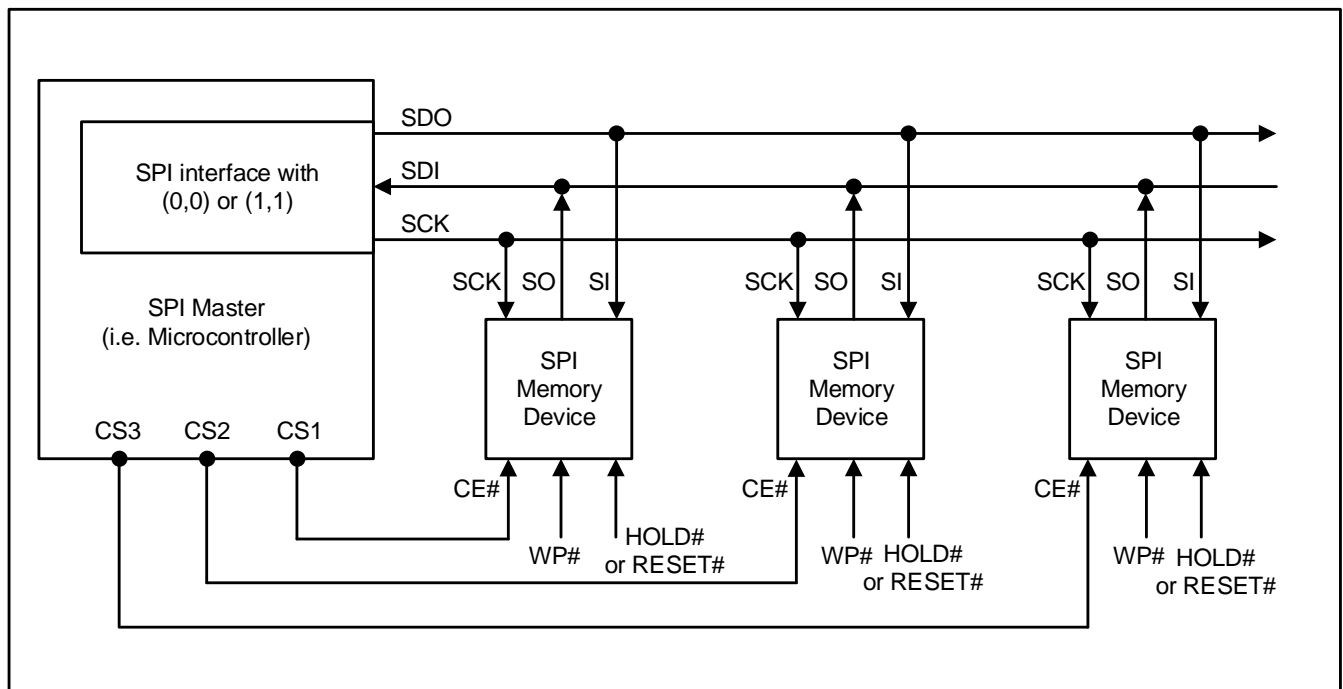 SDO
SPI interface with
(0,0) or (1,1)
SDI
SCK
SCK SO SI
SCK SO SI
SCK SO SI
SPI Master
(i.e. Microcontroller)
SPI
Memory
Device
SPI
Memory
Device
SPI
Memory
Device
CS3 CS2 CS1
CE#
WP#
HOLD#
or RESET#
CE#
WP#
HOLD#
or RESET#
CE#
WP#
HOLD#
or RESET#